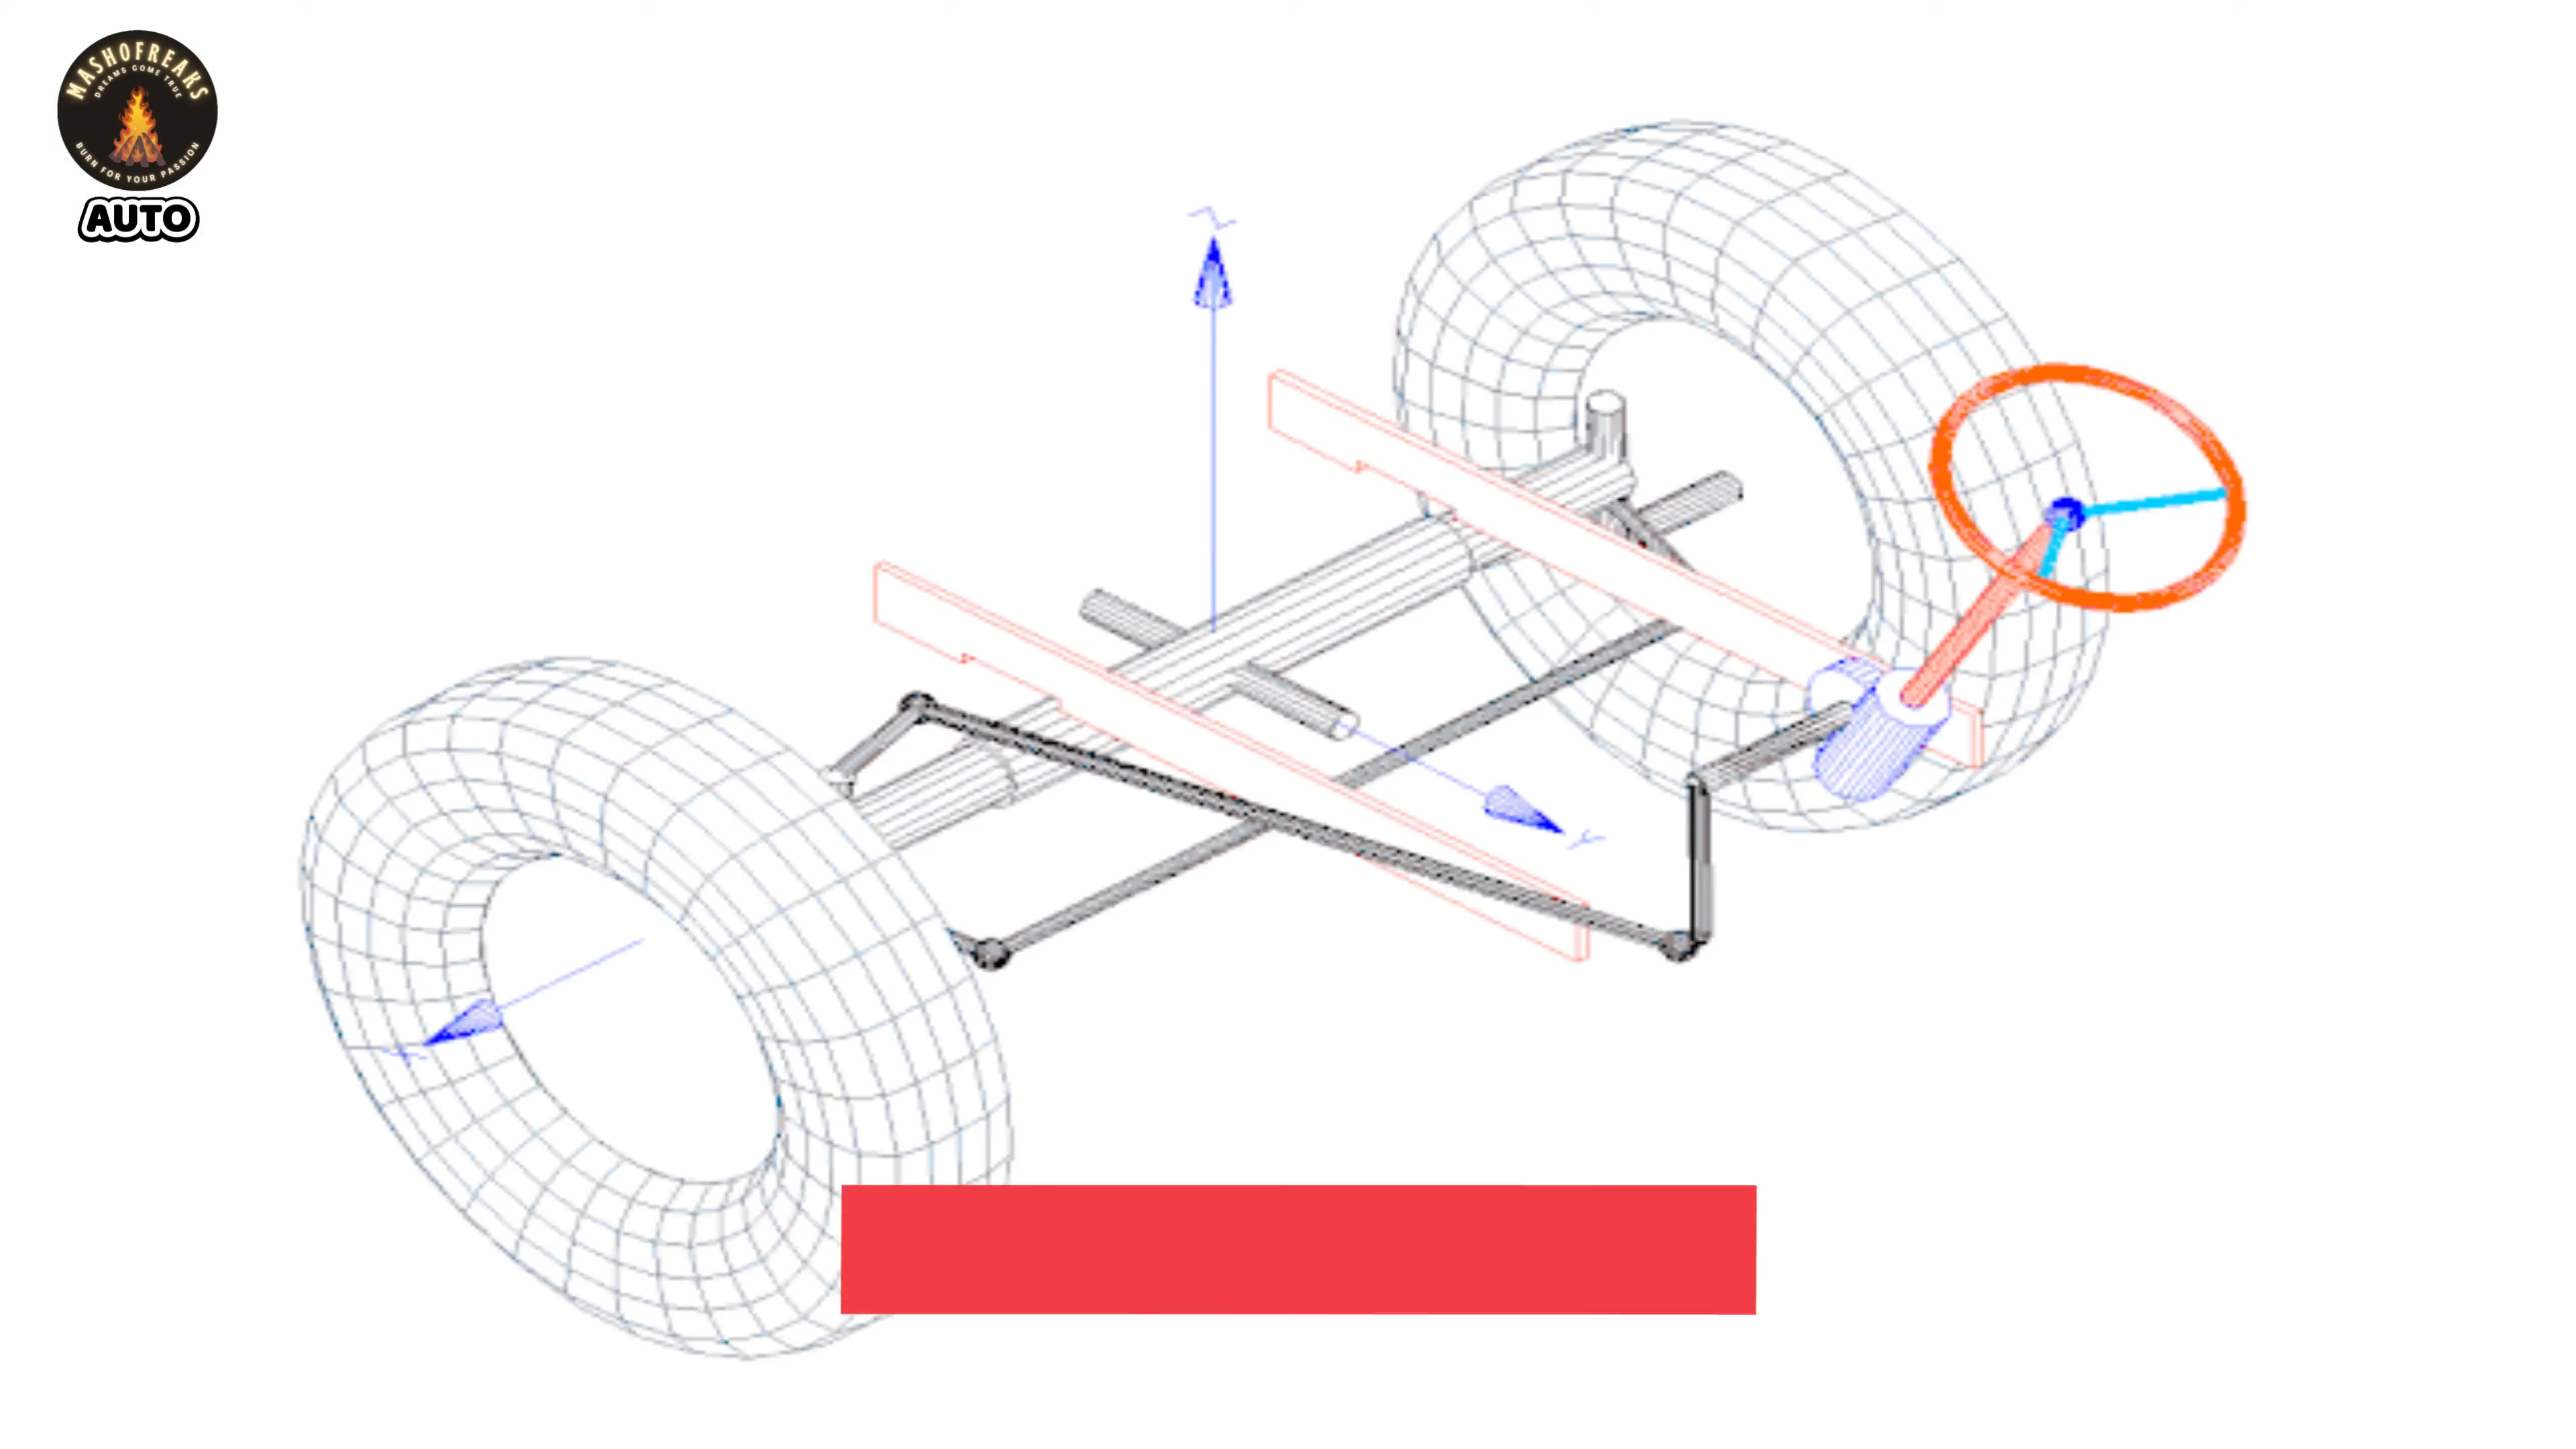 MASHOFREAKS
DREAMS COME TRUE
BURN FOR YOUR PASSION
AUTO
Z
Y
X